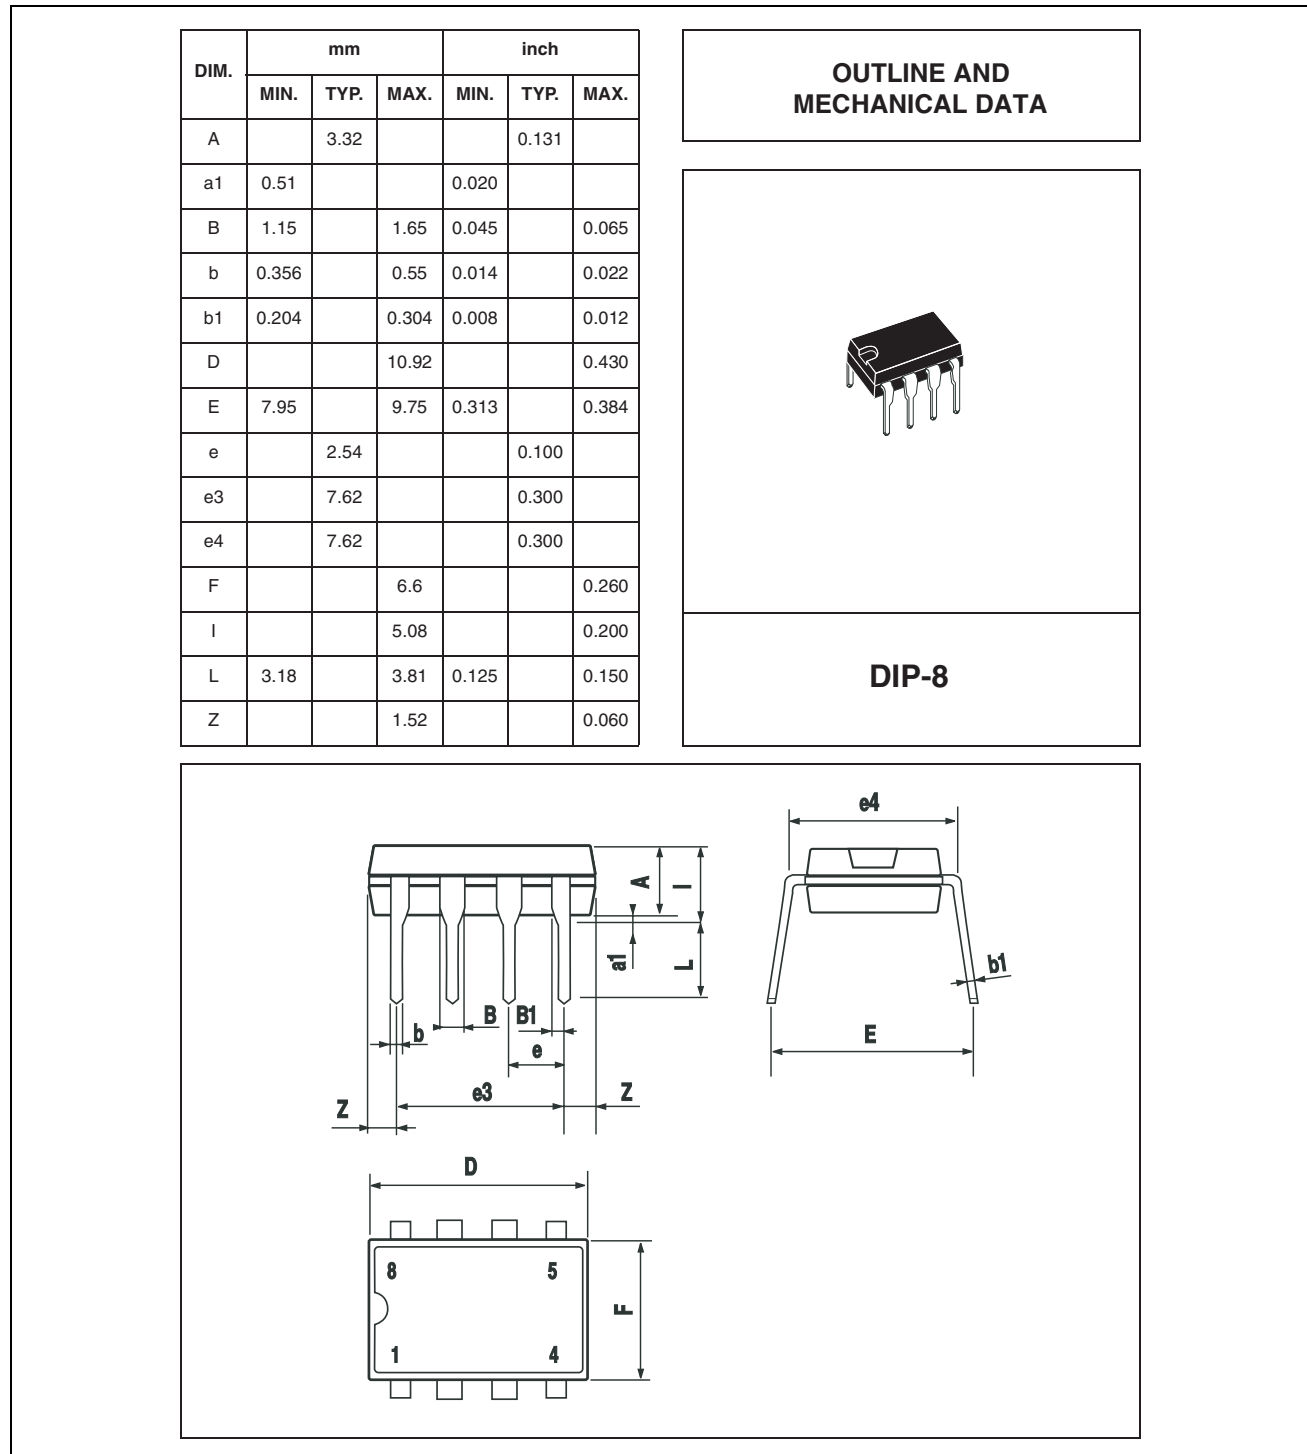 DIM. mm inch
MIN. TYP. MAX. MIN. TYP. MAX.
A 3.32 0.131
a1 0.51 0.020
B 1.15 1.65 0.045 0.065
b 0.356 0.55 0.014 0.022
b1 0.204 0.304 0.008 0.012
D 10.92 0.430
E 7.95 9.75 0.313 0.384
e 2.54 0.100
e3 7.62 0.300
e4 7.62 0.300
F 6.6 0.260
I 5.08 0.200
L 3.18 3.81 0.125 0.150
Z 1.52 0.060
OUTLINE AND
MECHANICAL DATA
DIP-8
e4
A I
a1 L
b1
b B B1
e
E
e3
Z Z
D
8 5
F
1 4